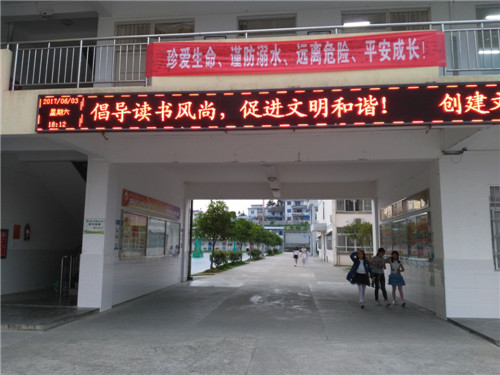 珍爱生命、谨防溺水、远离危险、平安成长！
2017/06/03
星期六
18:12
倡导读书风尚，促进文明和谐！ 创建文